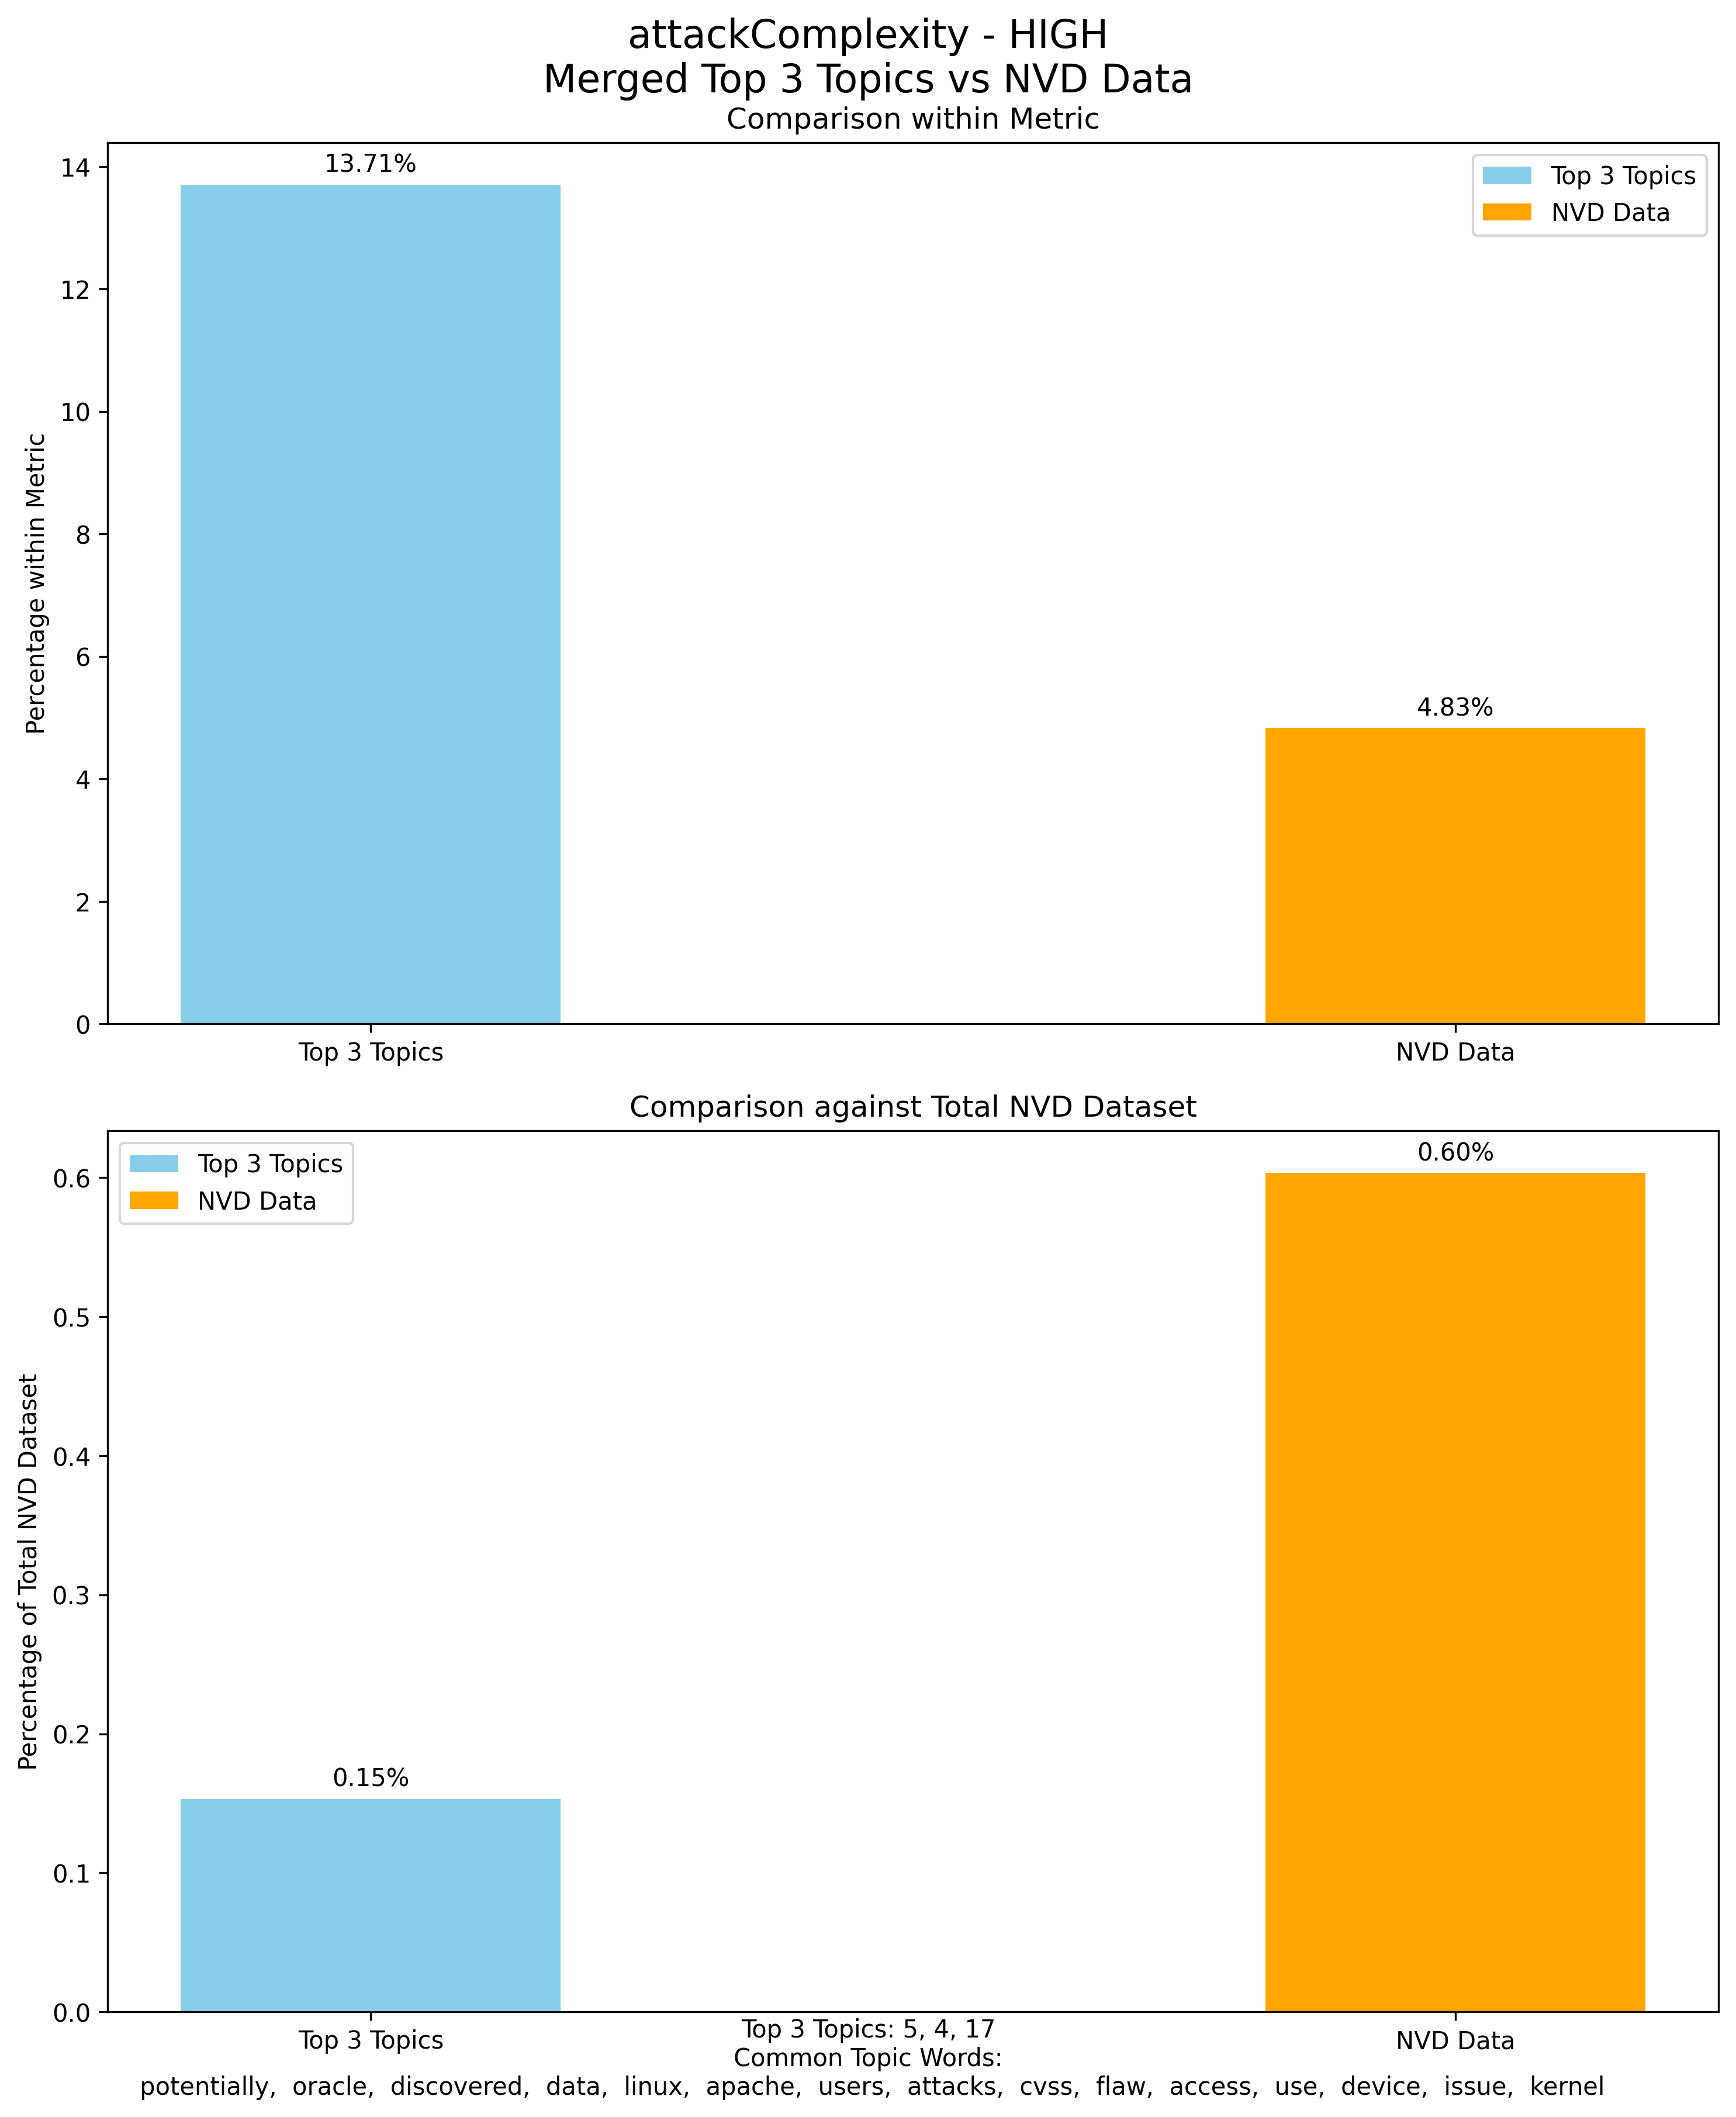 attackComplexity - HIGH
Merged Top 3 Topics vs NVD Data
Comparison within Metric
Percentage within Metric
14
12
10
8
6
4
2
0
13.71%
4.83%
Top 3 Topics
NVD Data
Top 3 Topics
NVD Data
Comparison against Total NVD Dataset
Percentage of Total NVD Dataset
0.6
0.5
0.4
0.3
0.2
0.1
0.0
Top 3 Topics
NVD Data
0.15%
0.60%
Top 3 Topics
NVD Data
Top 3 Topics: 5, 4, 17
Common Topic Words:
potentially, oracle, discovered, data, linux, apache, users, attacks, cvss, flaw, access, use, device, issue, kernel